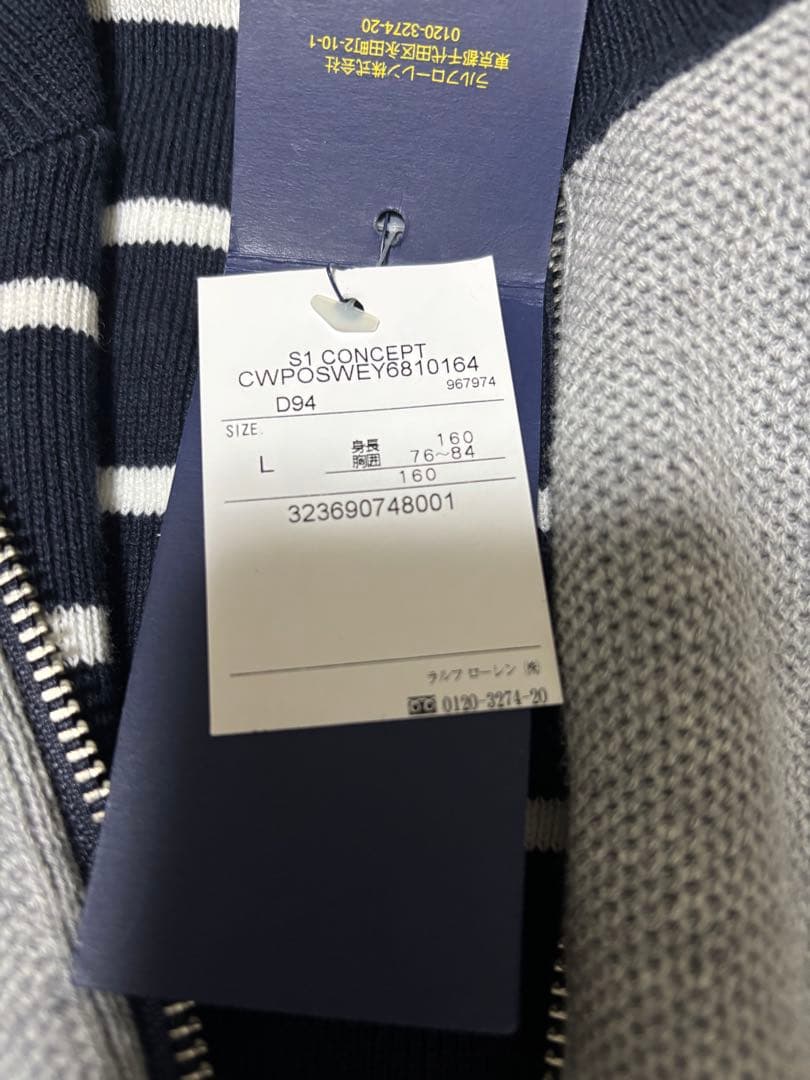 ラルフローレン株式会社
東京都千代田区永田町2-10-1
0120-3274-20
S1 CONCEPT
CWPOSWEY6810164
967974
D94
SIZE.
L
身長 160
胸囲 76~84
160
323690748001
ラルフ ローレン ㈱
0120-3274-20